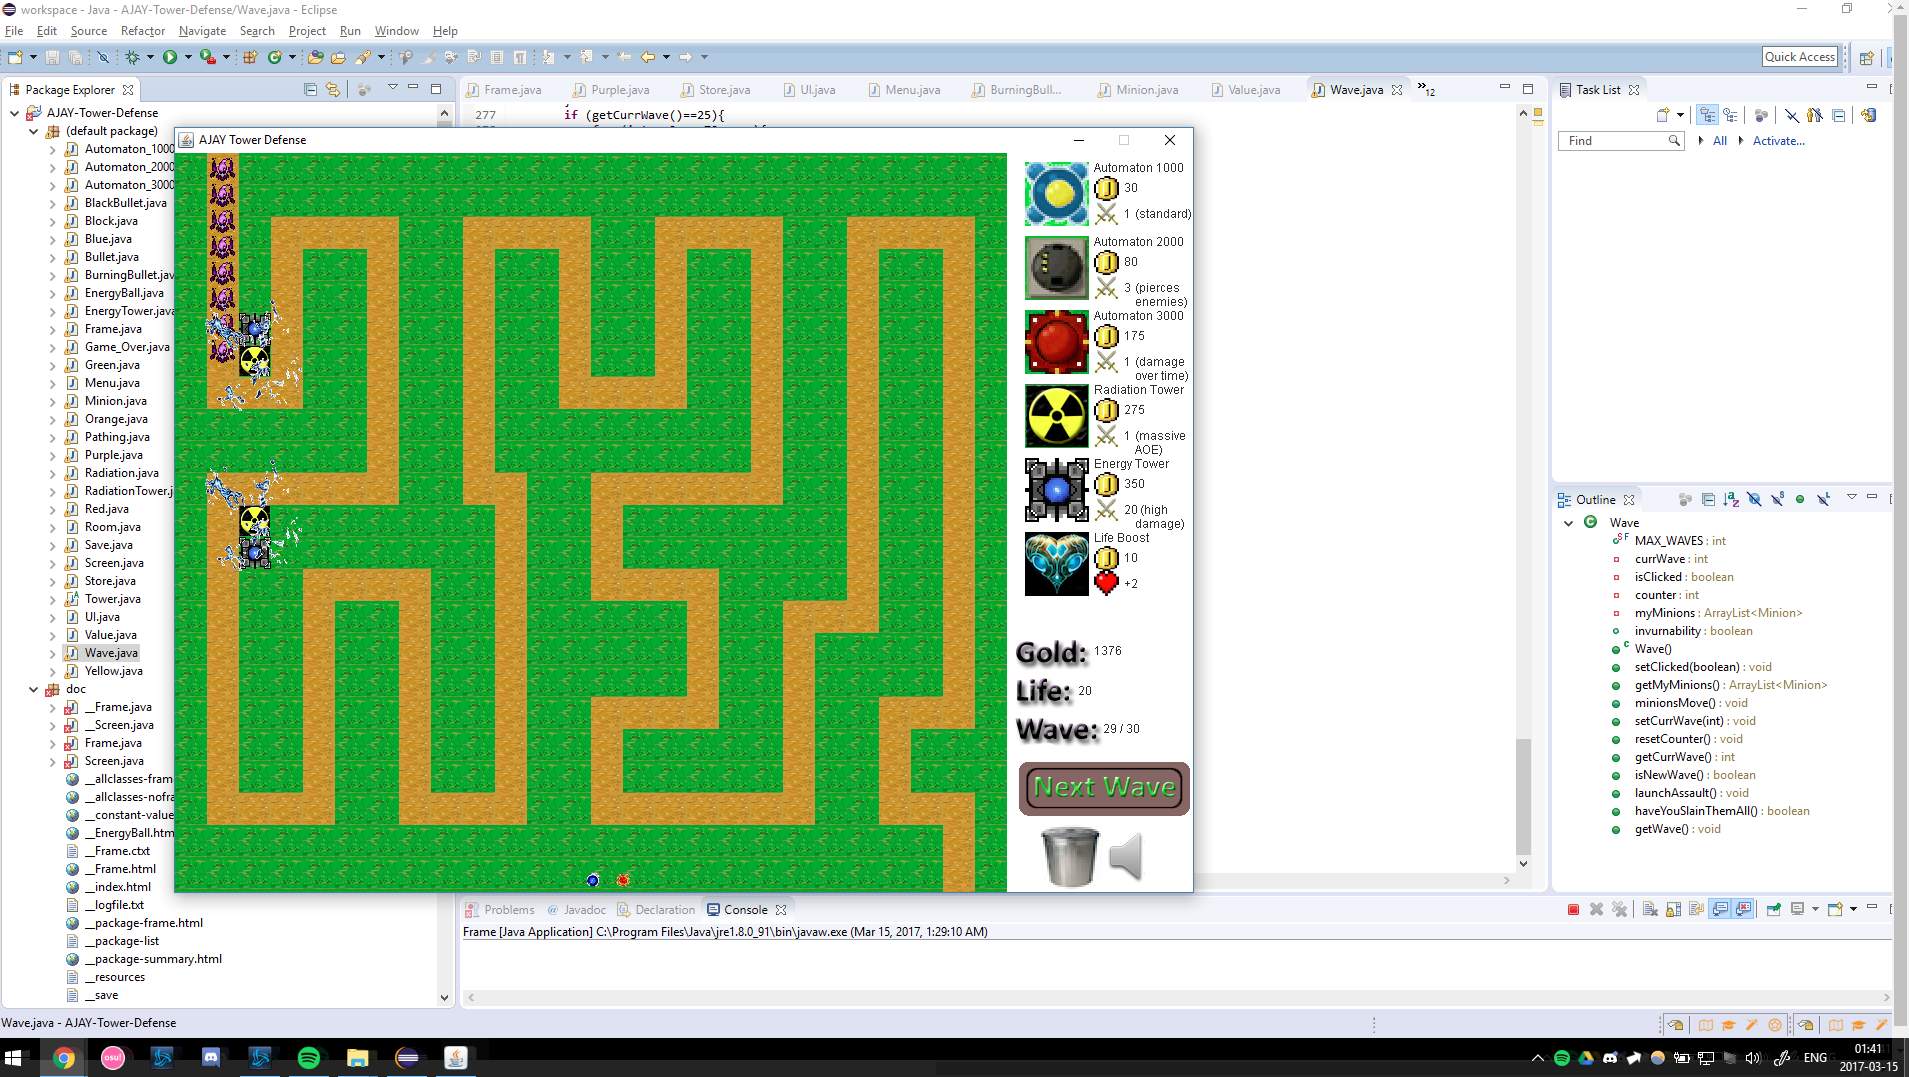 workspace - Java - AJAY-Tower-Defense/Wave.java - Eclipse
File Edit Source Refactor Navigate Search Project Run Window Help
Quick Access
Package Explorer
Frame.java Purple.java Store.java UI.java Menu.java BurningBull... Minion.java Value.java Wave.java »12
Task List
277 if (getCurrWave()==25){
Find All Activate...
AJAY-Tower-Defense
(default package)
Automaton_1000
Automaton_2000
Automaton_3000
BlackBullet.java
Block.java
Blue.java
Bullet.java
BurningBullet.jav
EnergyBall.java
EnergyTower.java
Frame.java
Game_Over.java
Green.java
Menu.java
Minion.java
Orange.java
Pathing.java
Purple.java
Radiation.java
RadiationTower.j
Red.java
Room.java
Save.java
Screen.java
Store.java
Tower.java
UI.java
Value.java
Wave.java
Yellow.java
doc
__Frame.java
__Screen.java
Frame.java
Screen.java
__allclasses-fram
__allclasses-nofra
__constant-value
__EnergyBall.htm
__Frame.ctxt
__Frame.html
__index.html
__logfile.txt
__package-frame.html
__package-list
__package-summary.html
__resources
__save
AJAY Tower Defense
Automaton 1000
30
1 (standard)
Automaton 2000
80
3 (pierces
enemies)
Automaton 3000
175
1 (damage
over time)
Radiation Tower
275
1 (massive
AOE)
Energy Tower
350
20 (high
damage)
Life Boost
10
+2
Gold: 1376
Life: 20
Wave: 29 / 30
Next Wave
Outline
Wave
MAX_WAVES : int
currWave : int
isClicked : boolean
counter : int
myMinions : ArrayList<Minion>
invurnability : boolean
Wave()
setClicked(boolean) : void
getMyMinions() : ArrayList<Minion>
minionsMove() : void
setCurrWave(int) : void
resetCounter() : void
getCurrWave() : int
isNewWave() : boolean
launchAssault() : void
haveYouSlainThemAll() : boolean
getWave() : void
Problems Javadoc Declaration Console
Frame [Java Application] C:\Program Files\Java\jre1.8.0_91\bin\javaw.exe (Mar 15, 2017, 1:29:10 AM)
Wave.java - AJAY-Tower-Defense
osu!
ENG
01:41
2017-03-15